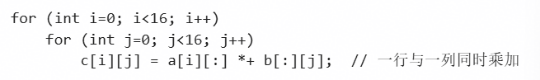 for (int i=0; i<16; i++)
    for (int j=0; j<16; j++)
        c[i][j] = a[i][:] *+ b[:][j];  // 一行与一列同时乘加